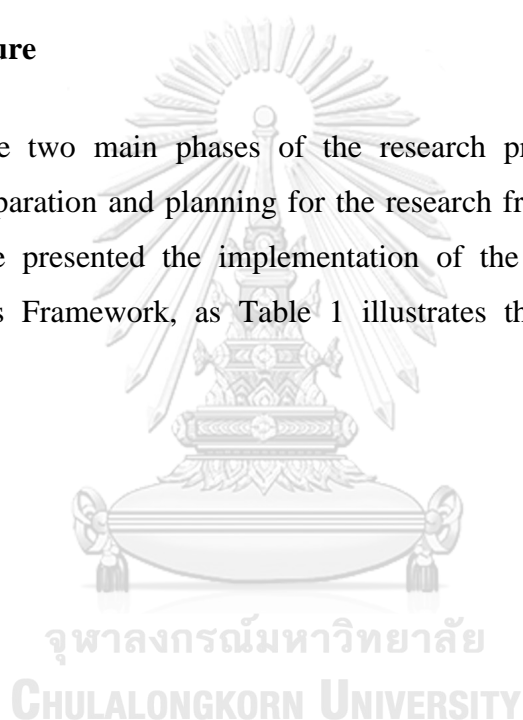 ure
e two main phases of the research pr
paration and planning for the research fr
e presented the implementation of the
s Framework, as Table 1 illustrates th
จุฬาลงกรณ์มหาวิทยาลัย
CHULALONGKORN UNIVERSITY